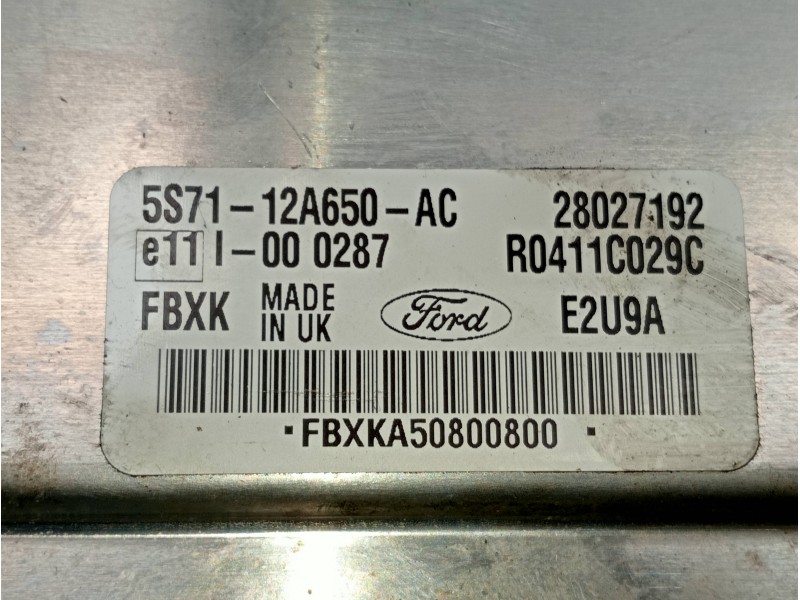 5S71-12A650-AC 28027192
e11 I-00 0287 R0411C029C
FBXK MADE IN UK Ford E2U9A
·FBXKA50800800 ·